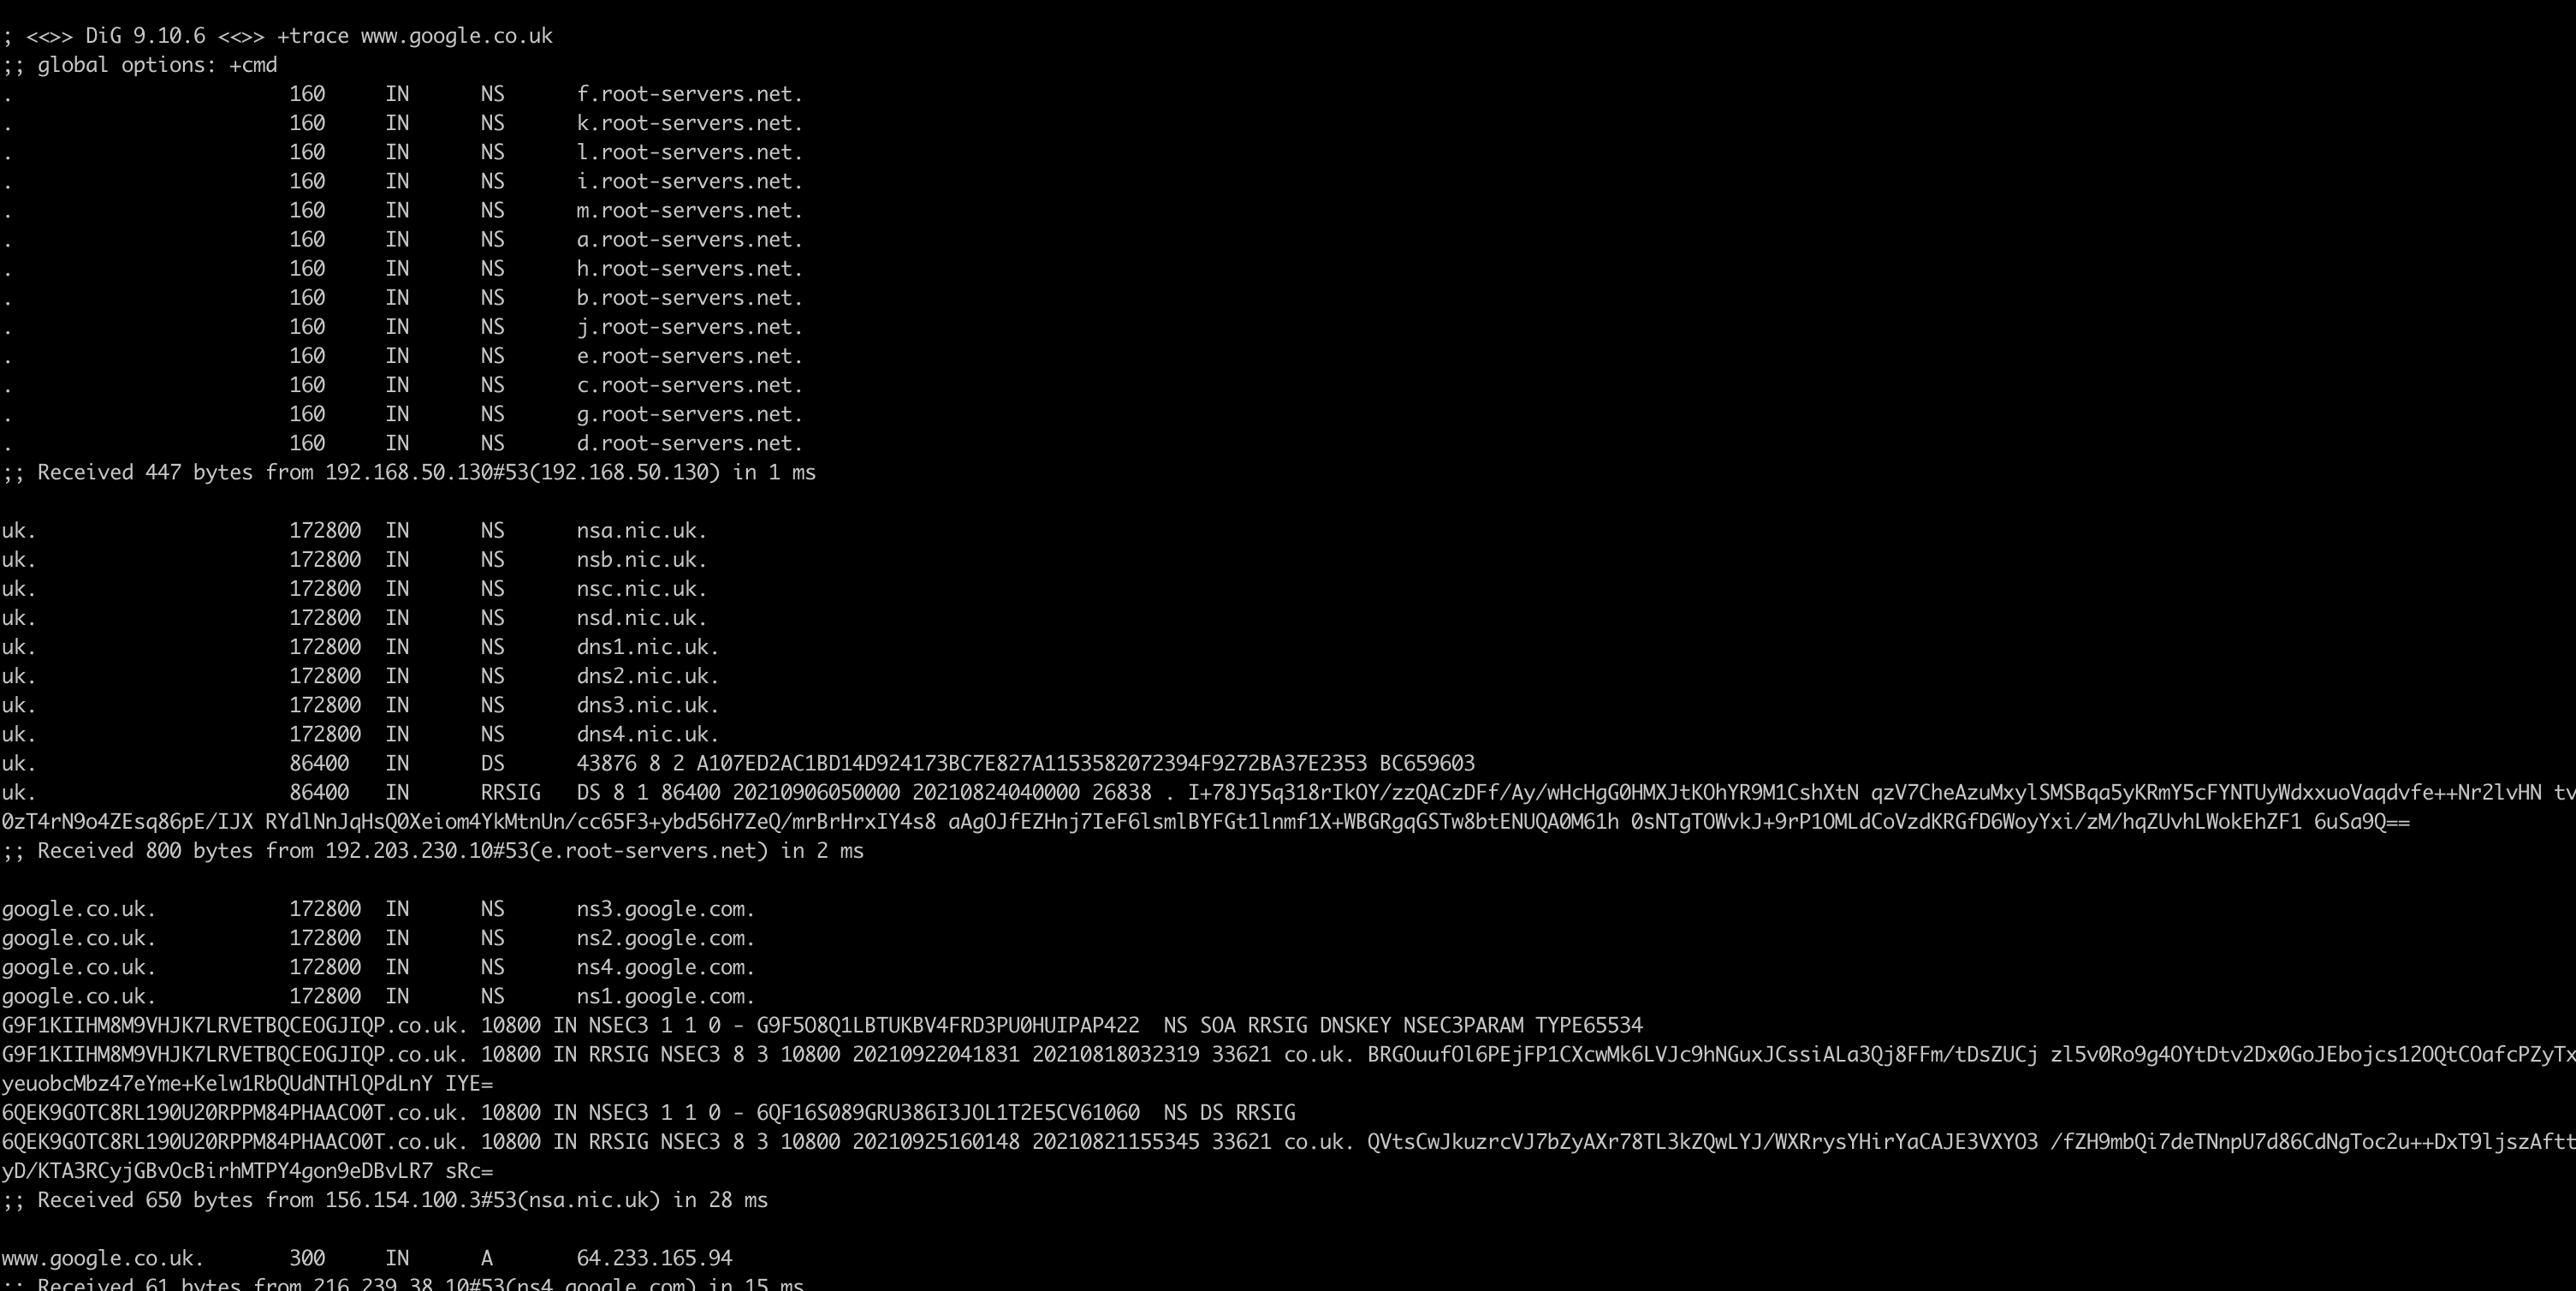 ; <<>> DiG 9.10.6 <<>> +trace www.google.co.uk
;; global options: +cmd
. 160 IN NS f.root-servers.net.
. 160 IN NS k.root-servers.net.
. 160 IN NS l.root-servers.net.
. 160 IN NS i.root-servers.net.
. 160 IN NS m.root-servers.net.
. 160 IN NS a.root-servers.net.
. 160 IN NS h.root-servers.net.
. 160 IN NS b.root-servers.net.
. 160 IN NS j.root-servers.net.
. 160 IN NS e.root-servers.net.
. 160 IN NS c.root-servers.net.
. 160 IN NS g.root-servers.net.
. 160 IN NS d.root-servers.net.
;; Received 447 bytes from 192.168.50.130#53(192.168.50.130) in 1 ms
uk. 172800 IN NS nsa.nic.uk.
uk. 172800 IN NS nsb.nic.uk.
uk. 172800 IN NS nsc.nic.uk.
uk. 172800 IN NS nsd.nic.uk.
uk. 172800 IN NS dns1.nic.uk.
uk. 172800 IN NS dns2.nic.uk.
uk. 172800 IN NS dns3.nic.uk.
uk. 172800 IN NS dns4.nic.uk.
uk. 86400 IN DS 43876 8 2 A107ED2AC1BD14D924173BC7E827A1153582072394F9272BA37E2353 BC659603
uk. 86400 IN RRSIG DS 8 1 86400 20210906050000 20210824040000 26838 . I+78JY5q318rIkOY/zzQACzDFf/Ay/wHcHgG0HMXJtKOhYR9M1CshXtN qzV7CheAzuMxylSMSBqa5yKRmY5cFYNTUyWdxxuoVaqdvfe++Nr2lvHN tv
0zT4rN9o4ZEsq86pE/IJX RYdlNnJqHsQ0Xeiom4YkMtnUn/cc65F3+ybd56H7ZeQ/mrBrHrxIY4s8 aAgOJfEZHnj7IeF6lsmlBYFGt1lnmf1X+WBGRgqGSTw8btENUQA0M61h 0sNTgTOWvkJ+9rP1OMLdCoVzdKRGfD6WoyYxi/zM/hqZUvhLWokEhZF1 6uSa9Q==
;; Received 800 bytes from 192.203.230.10#53(e.root-servers.net) in 2 ms
google.co.uk. 172800 IN NS ns3.google.com.
google.co.uk. 172800 IN NS ns2.google.com.
google.co.uk. 172800 IN NS ns4.google.com.
google.co.uk. 172800 IN NS ns1.google.com.
G9F1KIIHM8M9VHJK7LRVETBQCEOGJIQP.co.uk. 10800 IN NSEC3 1 1 0 - G9F5O8Q1LBTUKBV4FRD3PU0HUIPAP422 NS SOA RRSIG DNSKEY NSEC3PARAM TYPE65534
G9F1KIIHM8M9VHJK7LRVETBQCEOGJIQP.co.uk. 10800 IN RRSIG NSEC3 8 3 10800 20210922041831 20210818032319 33621 co.uk. BRGOuufOl6PEjFP1CXcwMk6LVJc9hNGuxJCssiALa3Qj8FFm/tDsZUCj zl5v0Ro9g4OYtDtv2Dx0GoJEbojcs12OQtCOafcPZyTx
yeuobcMbz47eYme+Kelw1RbQUdNTHlQPdLnY IYE=
6QEK9GOTC8RL190U20RPPM84PHAACO0T.co.uk. 10800 IN NSEC3 1 1 0 - 6QF16S089GRU386I3JOL1T2E5CV61060 NS DS RRSIG
6QEK9GOTC8RL190U20RPPM84PHAACO0T.co.uk. 10800 IN RRSIG NSEC3 8 3 10800 20210925160148 20210821155345 33621 co.uk. QVtsCwJkuzrcVJ7bZyAXr78TL3kZQwLYJ/WXRrysYHirYaCAJE3VXYO3 /fZH9mbQi7deTNnpU7d86CdNgToc2u++DxT9ljszAftt
yD/KTA3RCyjGBvOcBirhMTPY4gon9eDBvLR7 sRc=
;; Received 650 bytes from 156.154.100.3#53(nsa.nic.uk) in 28 ms
www.google.co.uk. 300 IN A 64.233.165.94
;; Received 61 bytes from 216.239.38.10#53(ns4.google.com) in 15 ms